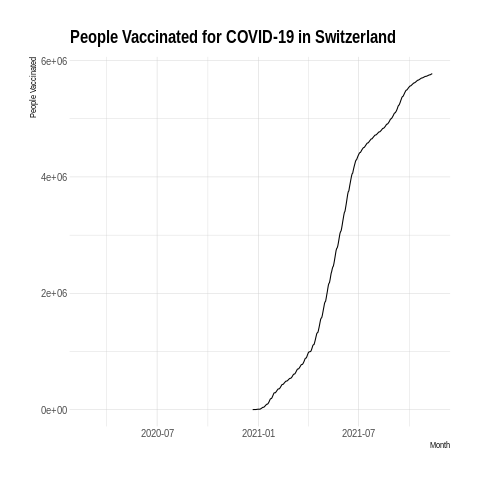 People Vaccinated for COVID-19 in Switzerland
People Vaccinated
6e+06
4e+06
2e+06
0e+00
2020-07
2021-01
2021-07
Month